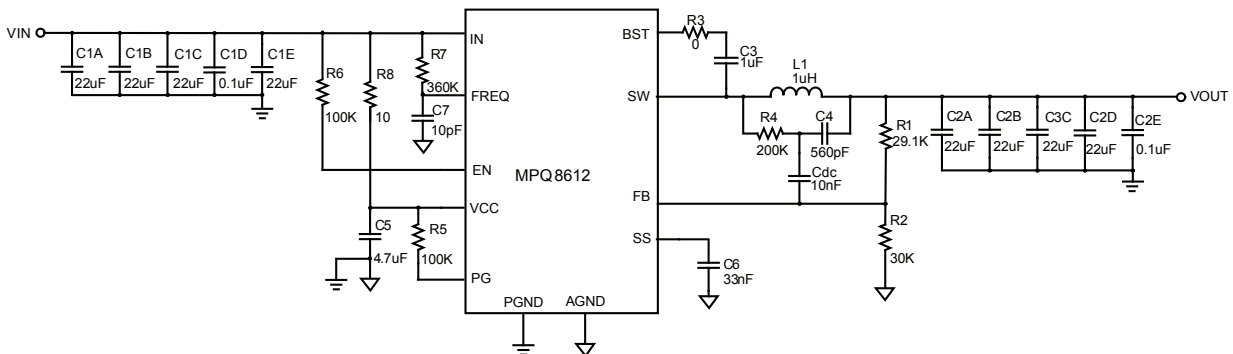 VIN
C1A
22uF
C1B
22uF
C1C
22uF
C1D
0.1uF
C1E
22uF
R6
100K
R8
10
R7
360K
C7
10pF
C5
4.7uF
R5
100K
IN
FREQ
EN
VCC
PG
MPQ8612
PGND
AGND
BST
SW
FB
SS
R3
0
C3
1uF
L1
1uH
R4
200K
C4
560pF
Cdc
10nF
C6
33nF
R1
29.1K
R2
30K
C2A
22uF
C2B
22uF
C3C
22uF
C2D
22uF
C2E
0.1uF
VOUT